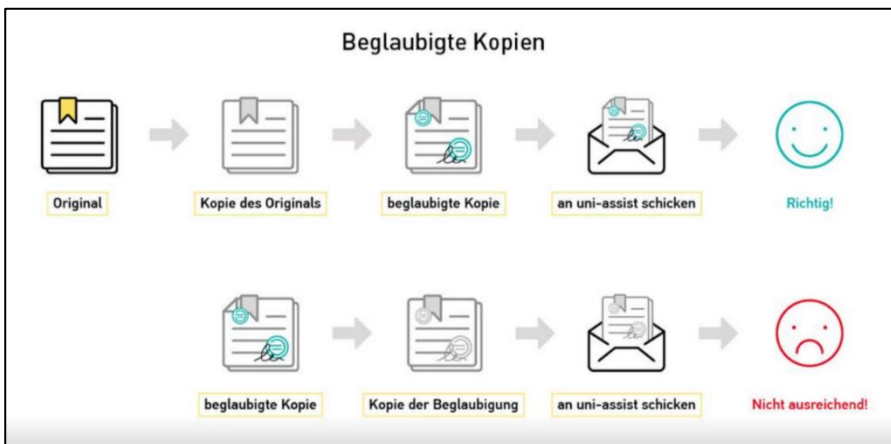 Beglaubigte Kopien
Original
Kopie des Originals
beglaubigte Kopie
an uni-assist schicken
Richtig!
beglaubigte Kopie
Kopie der Beglaubigung
an uni-assist schicken
Nicht ausreichend!